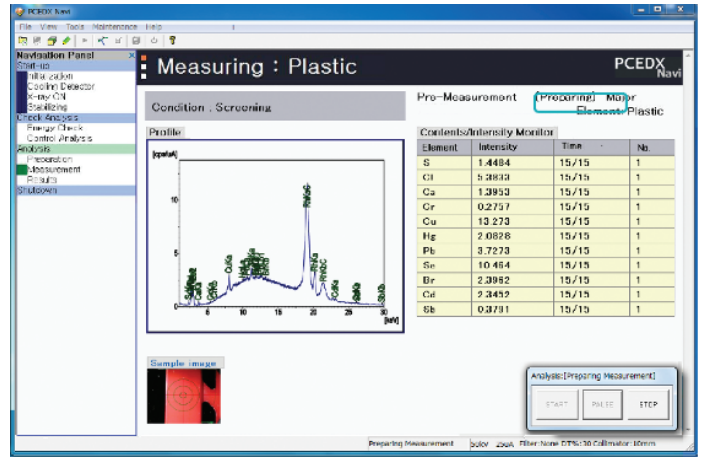 PCEDX Navi
File View Tools Maintenance Help
Navigation Panel
Start-up
Initialization
Cooling Detector
X-ray ON
Stabilizing
Check Analysis
Energy Check
Control Analysis
Analysis
Preparation
Measurement
Results
Shutdown
Measuring : Plastic
PCEDX
Navi
Condition . Screening
Pre-Measurement [Preparing] Major
Element: Plastic
Profile
[cps/uA]
10
5
0
5 10 15 20 25 30
[keV]
Contents/Intensity Monitor
Element Intensity Time No.
S 1.4484 15/15 1
Cl 5.3833 15/15 1
Ca 1.3953 15/15 1
Cr 0.2757 15/15 1
Cu 13.273 15/15 1
Hg 2.0828 15/15 1
Pb 3.7273 15/15 1
Se 10.464 15/15 1
Br 2.3962 15/15 1
Cd 2.3452 15/15 1
Sb 0.3791 15/15 1
Sample image
Analysis:[Preparing Measurement]
START PAUSE STOP
Preparing Measurement 50kV 25uA Filter:None DT%:30 Collimator:10mm